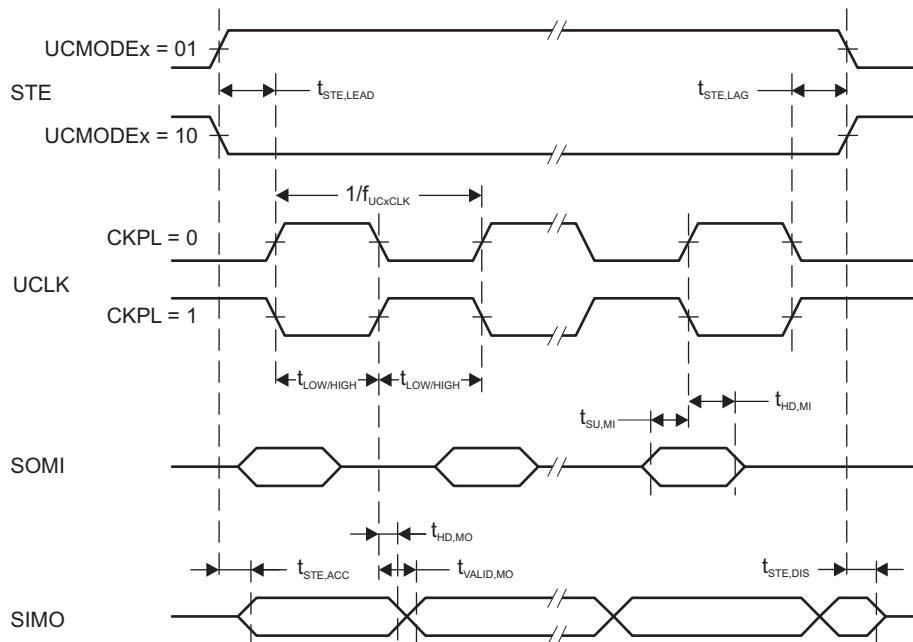 UCMODEx = 01
STE
t_STE,LEAD
t_STE,LAG
UCMODEx = 10
1/f_UCxCLK
CKPL = 0
UCLK
CKPL = 1
t_LOW/HIGH t_LOW/HIGH
t_SU,MI
t_HD,MI
SOMI
t_HD,MO
t_STE,ACC
t_VALID,MO
t_STE,DIS
SIMO